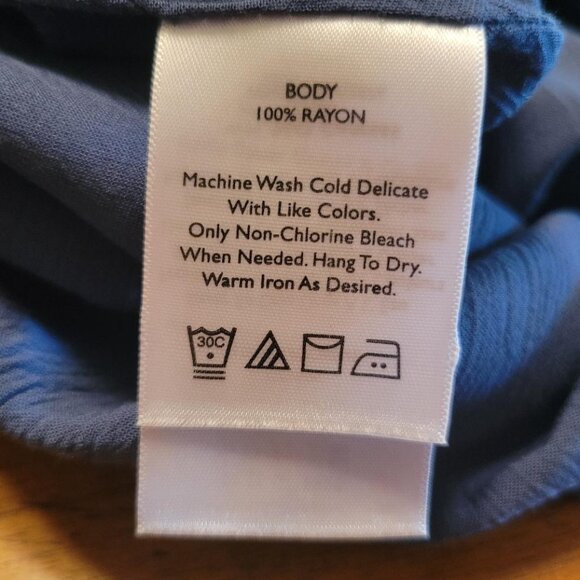 BODY
100% RAYON
Machine Wash Cold Delicate
With Like Colors.
Only Non-Chlorine Bleach
When Needed. Hang To Dry.
Warm Iron As Desired.
30C